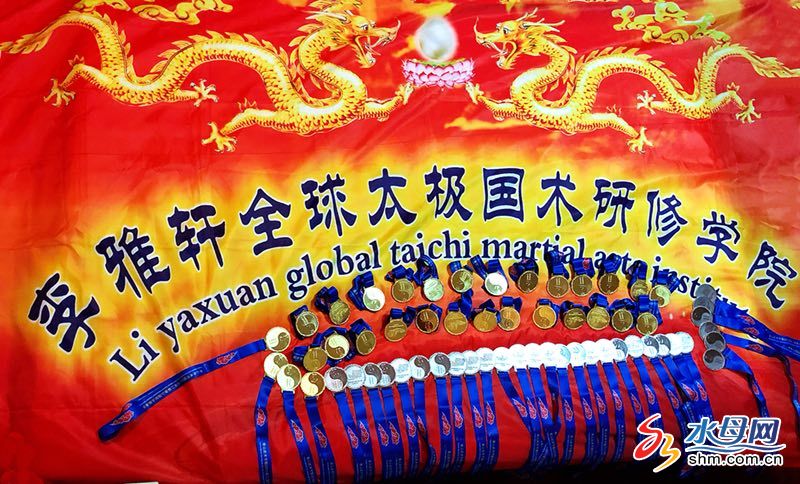 李雅轩全球太极国术研修学院
Li yaxuan global taichi martial arts
水母网
shm.com.cn